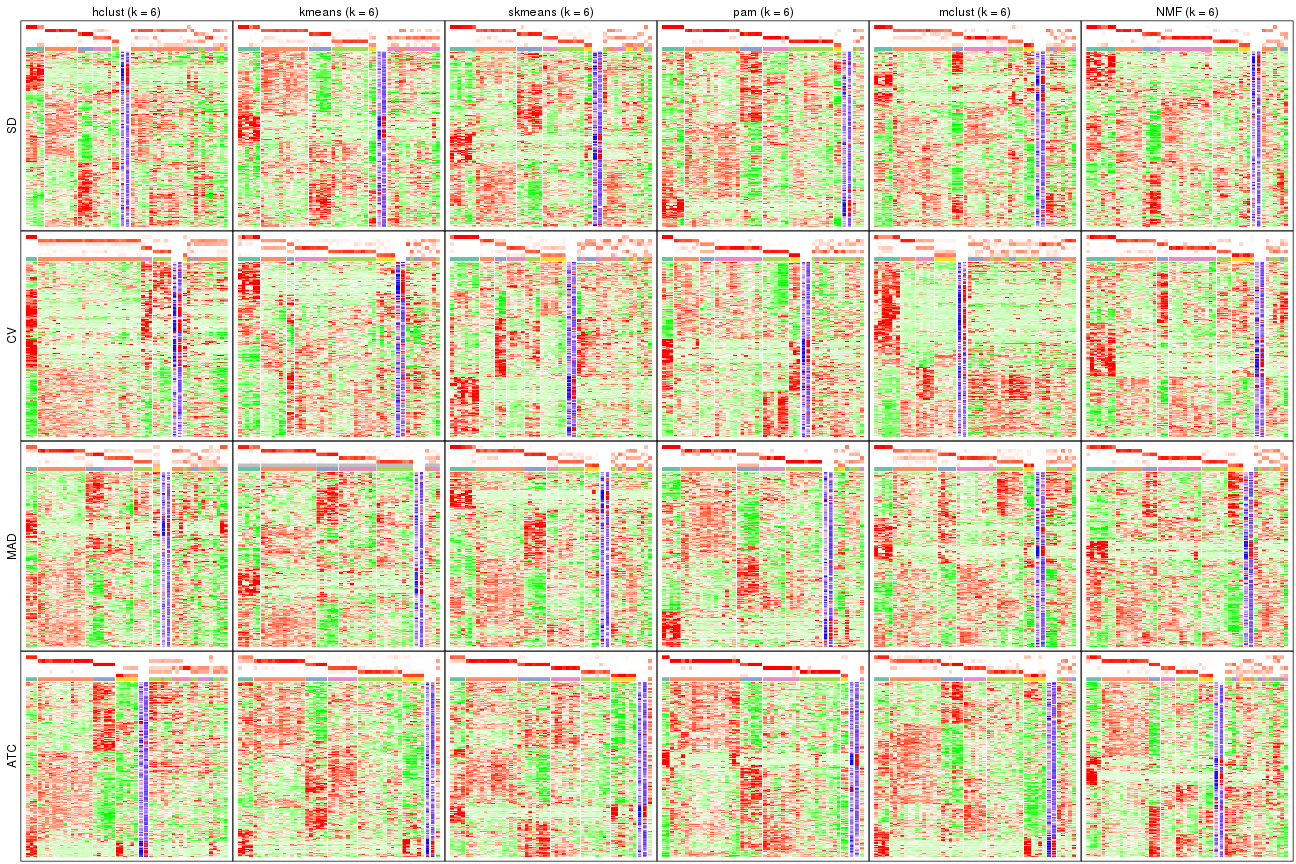 hclust (k = 6) kmeans (k = 6) skmeans (k = 6) pam (k = 6) mclust (k = 6) NMF (k = 6)
SD
CV
MAD
ATC